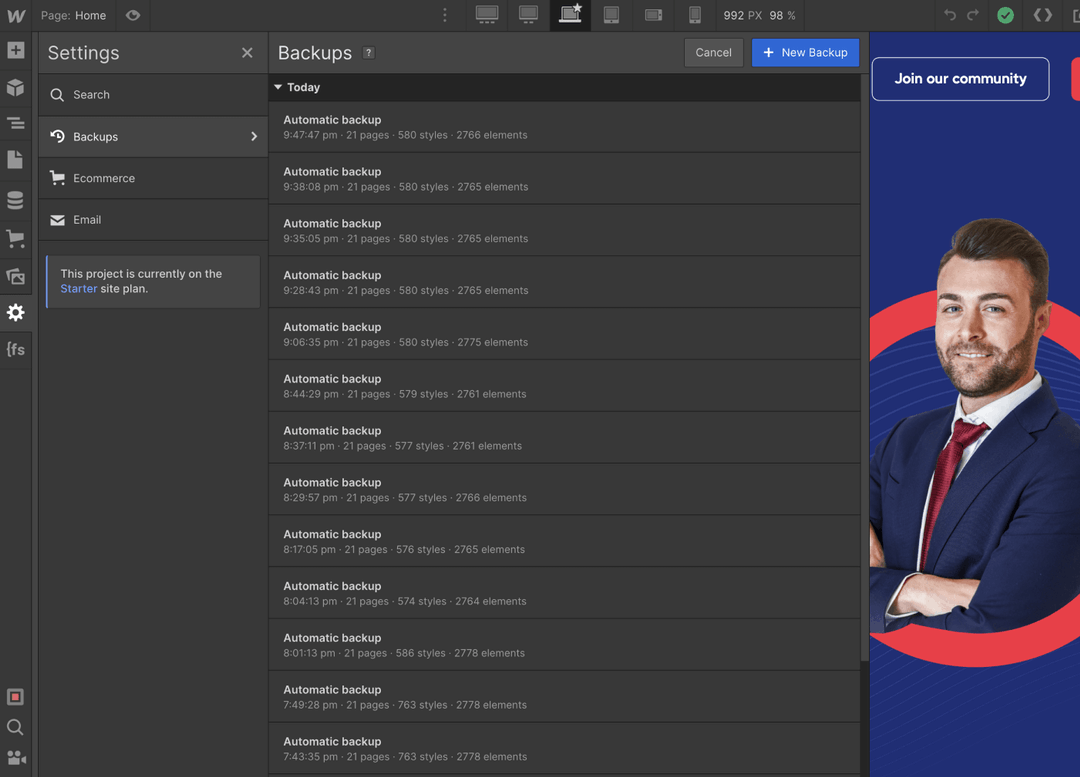 W Page: Home 992 PX 98 %
Settings
Search
Backups
Ecommerce
Email
This project is currently on the
Starter site plan.
{fs
Backups ? Cancel + New Backup
Today
Automatic backup
9:47:47 pm · 21 pages · 580 styles · 2766 elements
Automatic backup
9:38:08 pm · 21 pages · 580 styles · 2765 elements
Automatic backup
9:35:05 pm · 21 pages · 580 styles · 2765 elements
Automatic backup
9:28:43 pm · 21 pages · 580 styles · 2765 elements
Automatic backup
9:06:35 pm · 21 pages · 580 styles · 2775 elements
Automatic backup
8:44:29 pm · 21 pages · 579 styles · 2761 elements
Automatic backup
8:37:11 pm · 21 pages · 577 styles · 2761 elements
Automatic backup
8:29:57 pm · 21 pages · 577 styles · 2766 elements
Automatic backup
8:17:05 pm · 21 pages · 576 styles · 2765 elements
Automatic backup
8:04:13 pm · 21 pages · 574 styles · 2764 elements
Automatic backup
8:01:13 pm · 21 pages · 586 styles · 2778 elements
Automatic backup
7:49:28 pm · 21 pages · 763 styles · 2778 elements
Automatic backup
7:43:35 pm · 21 pages · 763 styles · 2778 elements
Join our community